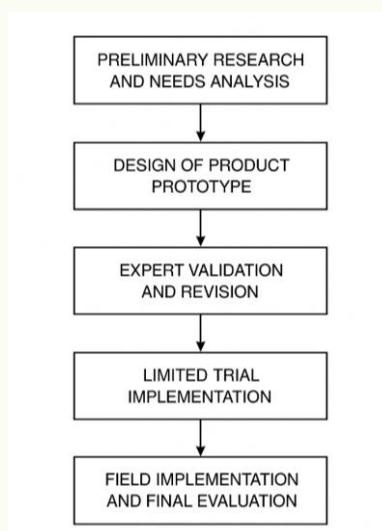 PRELIMINARY RESEARCH
AND NEEDS ANALYSIS
DESIGN OF PRODUCT
PROTOTYPE
EXPERT VALIDATION
AND REVISION
LIMITED TRIAL
IMPLEMENTATION
FIELD IMPLEMENTATION
AND FINAL EVALUATION